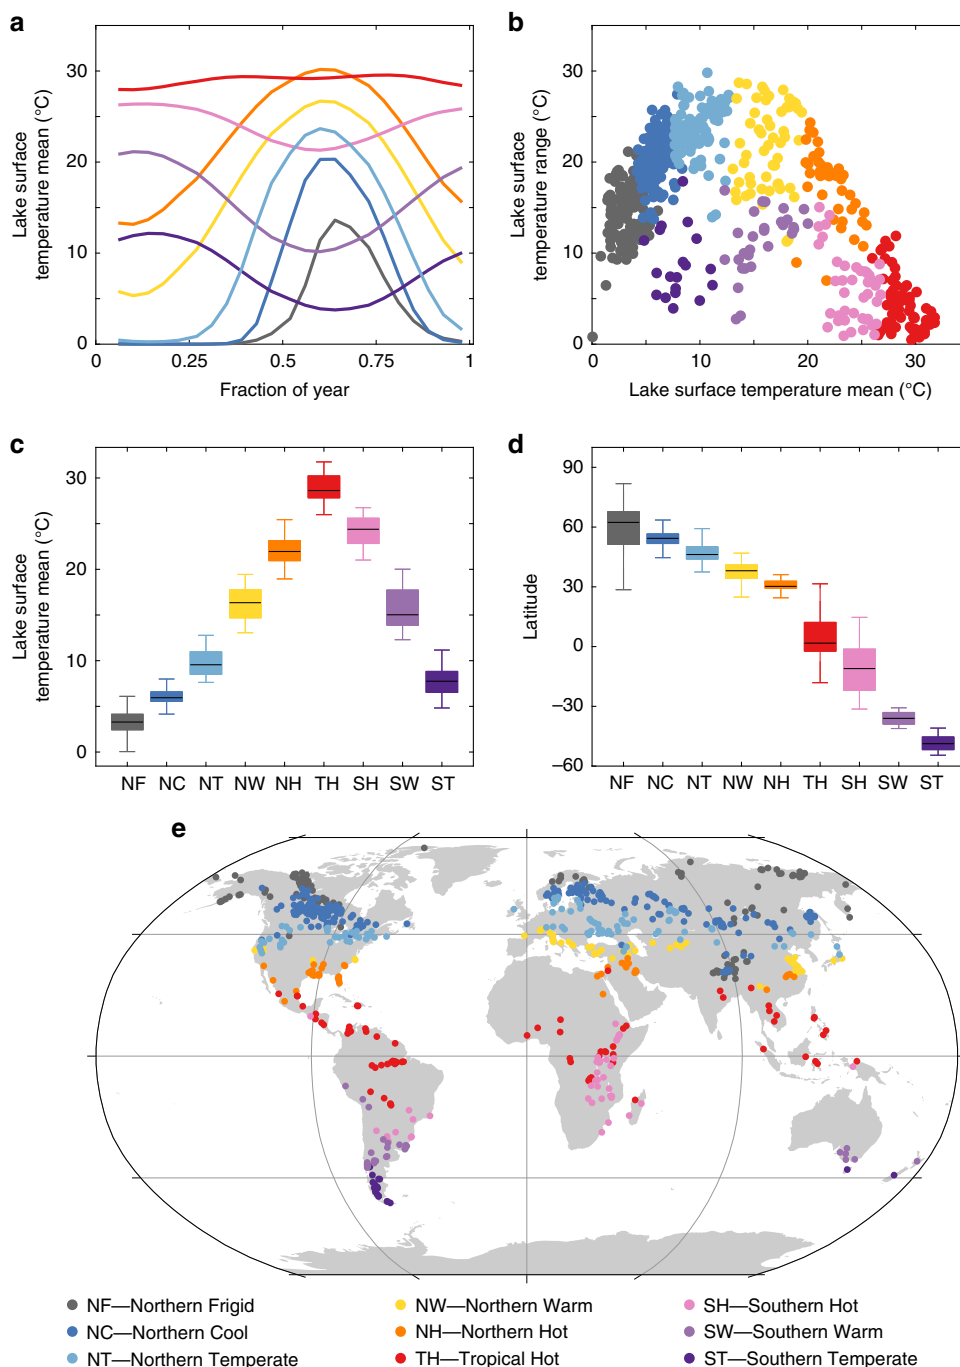 a
Lake surface
temperature mean (°C)
30
20
10
0
0
0.25
0.5
0.75
1
Fraction of year
b
Lake surface
temperature range (°C)
30
20
10
0
0
10
20
30
Lake surface temperature mean (°C)
c
Lake surface
temperature mean (°C)
30
20
10
0
NF NC NT NW NH TH SH SW ST
d
Latitude
90
60
30
0
−30
−60
NF NC NT NW NH TH SH SW ST
e
NF—Northern Frigid
NC—Northern Cool
NT—Northern Temperate
NW—Northern Warm
NH—Northern Hot
TH—Tropical Hot
SH—Southern Hot
SW—Southern Warm
ST—Southern Temperate